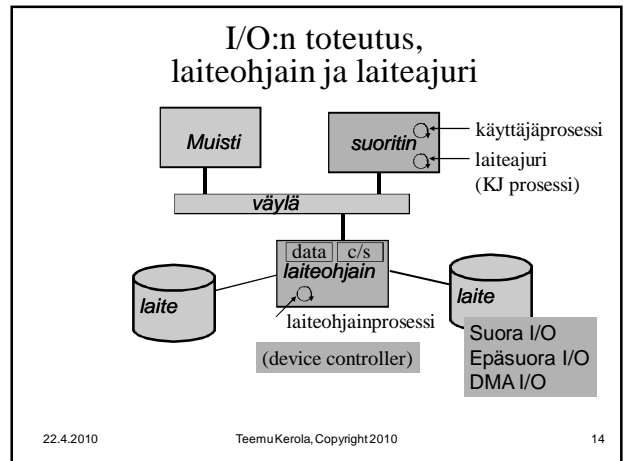 I/O:n toteutus,
laiteohjain ja laiteajuri
Muisti
suoritin
käyttäjäprosessi
laiteajuri
(KJ prosessi)
väylä
data c/s
laiteohjain
laite
laite
laiteohjainprosessi
(device controller)
Suora I/O
Epäsuora I/O
DMA I/O
22.4.2010 Teemu Kerola, Copyright 2010 14